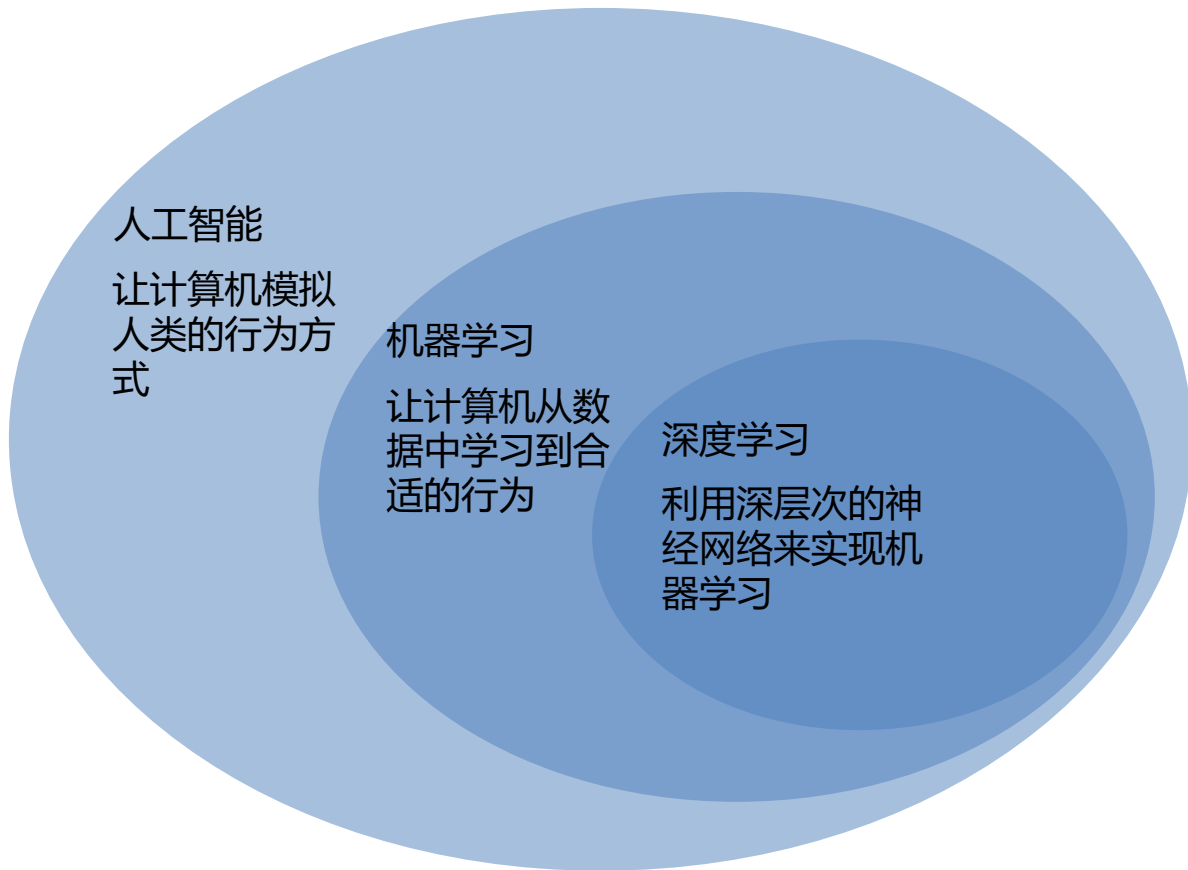 人工智能
让计算机模拟
人类的行为方
式
机器学习
让计算机从数
据中学习到合
适的行为
深度学习
利用深层次的神
经网络来实现机
器学习